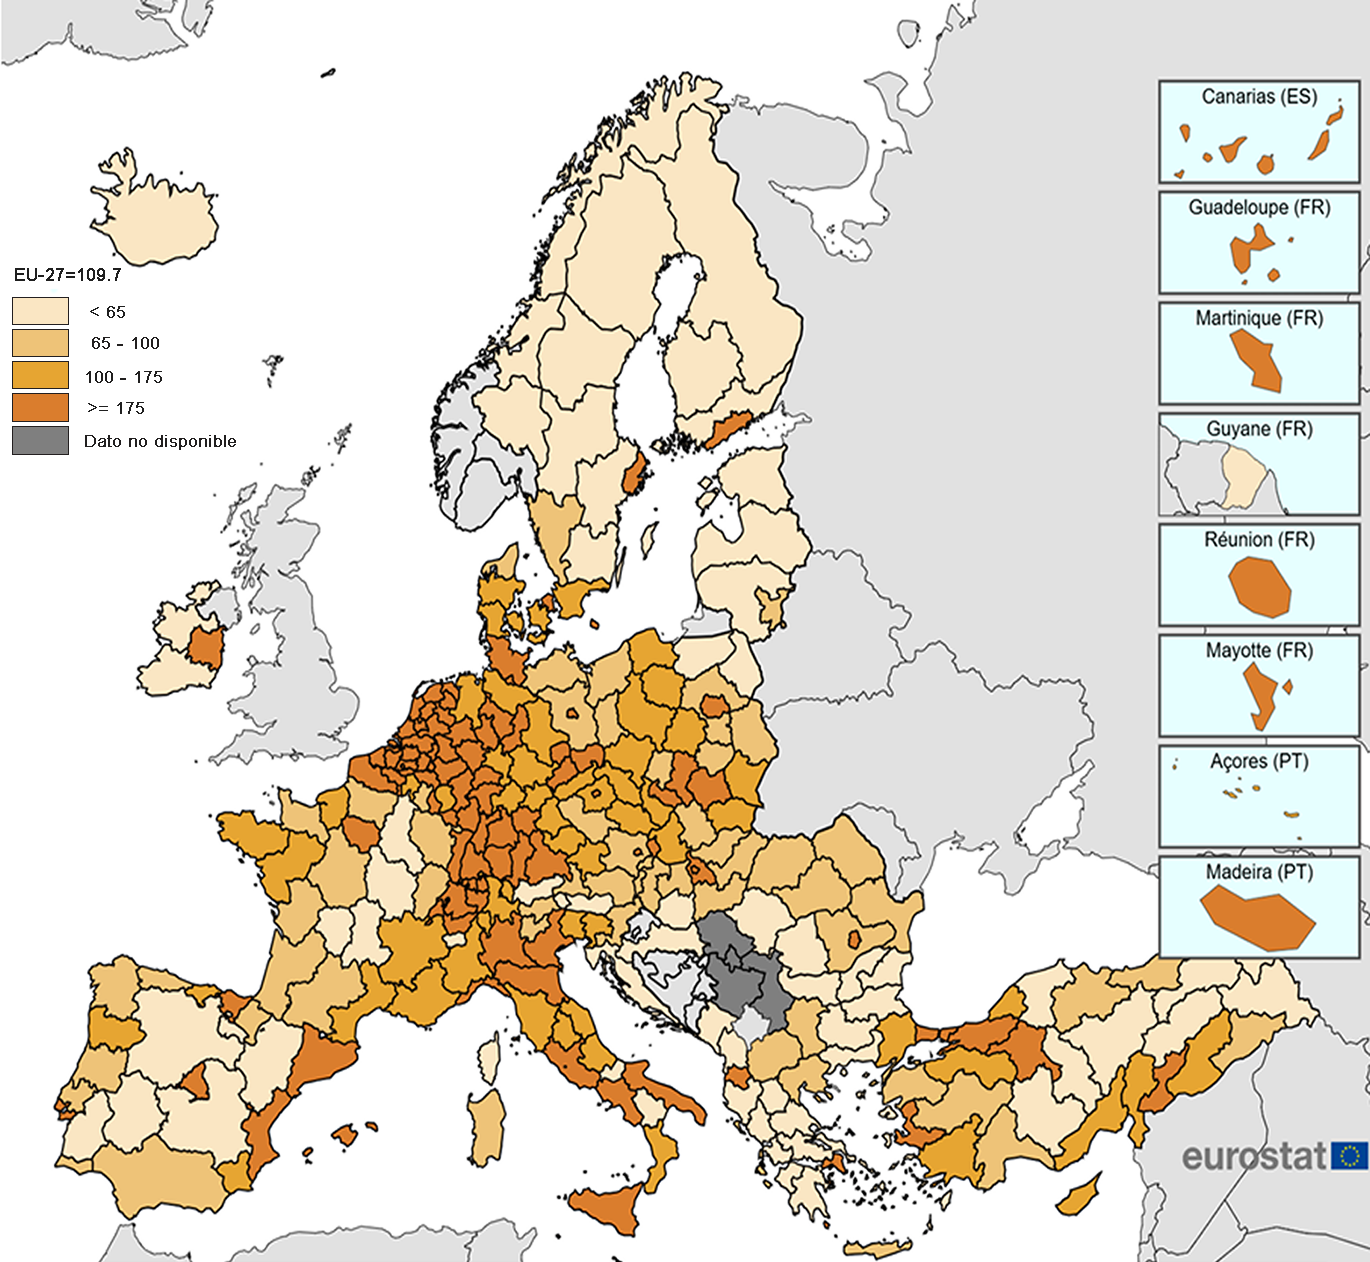 EU-27=109.7
< 65
65 - 100
100 - 175
>= 175
Dato no disponible
Canarias (ES)
Guadeloupe (FR)
Martinique (FR)
Guyane (FR)
Réunion (FR)
Mayotte (FR)
Açores (PT)
Madeira (PT)
eurostat